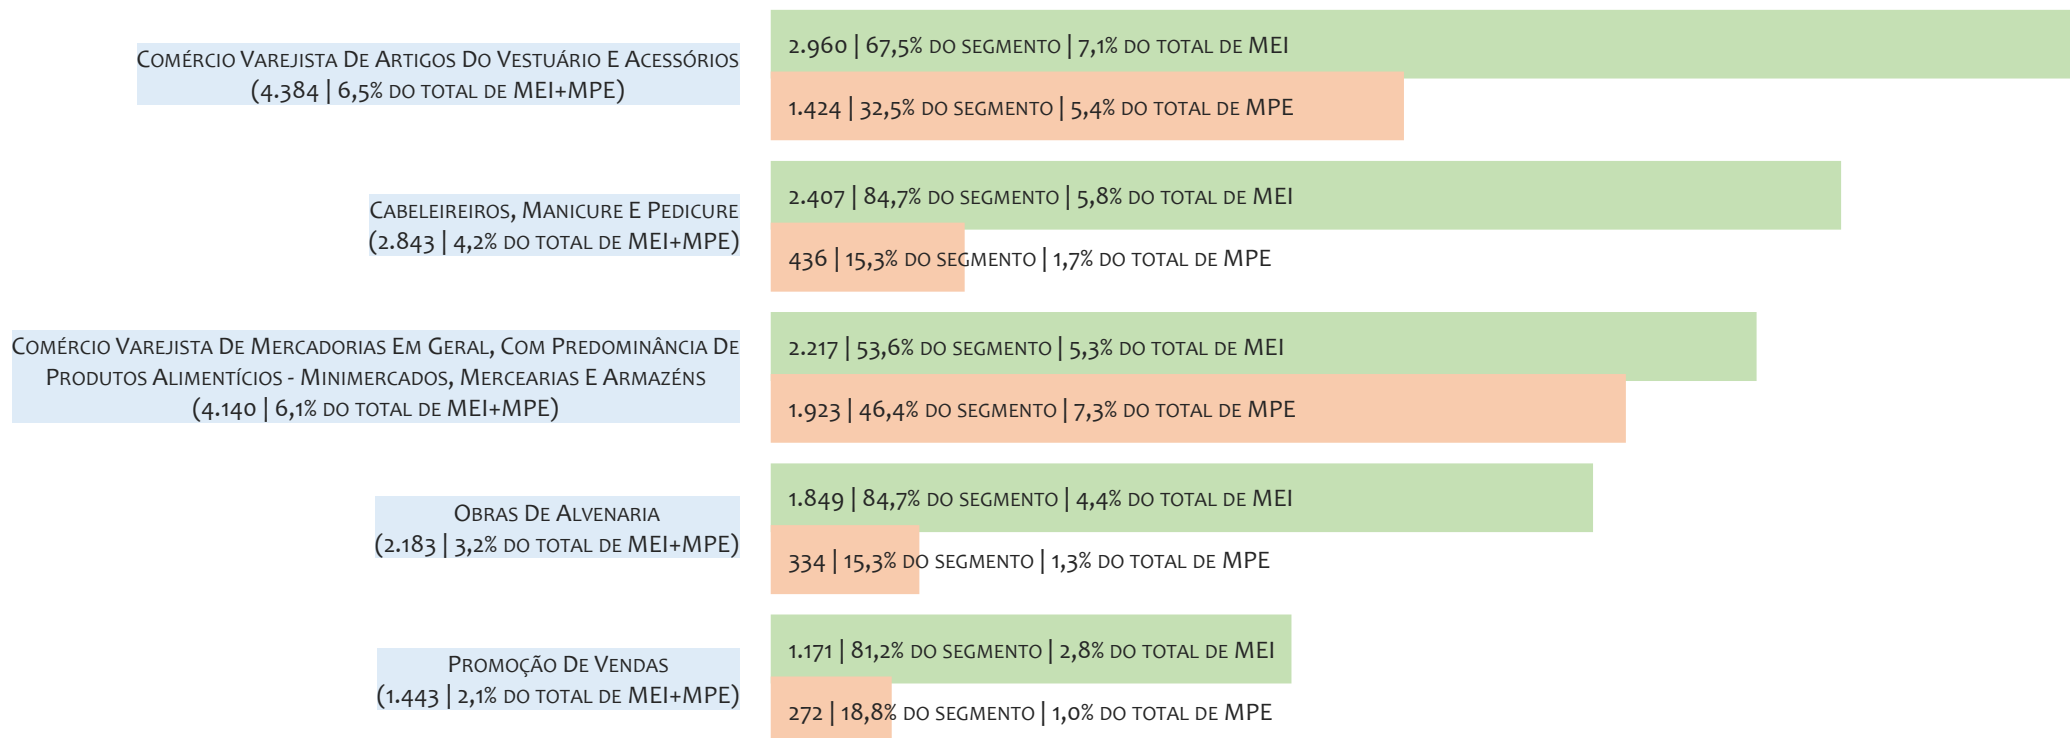 Comércio Varejista De Artigos Do Vestuário E Acessórios
(4.384 | 6,5% do total de MEI+MPE)
2.960 | 67,5% do segmento | 7,1% do total de MEI
1.424 | 32,5% do segmento | 5,4% do total de MPE
Cabeleireiros, Manicure E Pedicure
(2.843 | 4,2% do total de MEI+MPE)
2.407 | 84,7% do segmento | 5,8% do total de MEI
436 | 15,3% do segmento | 1,7% do total de MPE
Comércio Varejista De Mercadorias Em Geral, Com Predominância De
Produtos Alimentícios - Minimercados, Mercearias E Armazéns
(4.140 | 6,1% do total de MEI+MPE)
2.217 | 53,6% do segmento | 5,3% do total de MEI
1.923 | 46,4% do segmento | 7,3% do total de MPE
Obras De Alvenaria
(2.183 | 3,2% do total de MEI+MPE)
1.849 | 84,7% do segmento | 4,4% do total de MEI
334 | 15,3% do segmento | 1,3% do total de MPE
Promoção De Vendas
(1.443 | 2,1% do total de MEI+MPE)
1.171 | 81,2% do segmento | 2,8% do total de MEI
272 | 18,8% do segmento | 1,0% do total de MPE